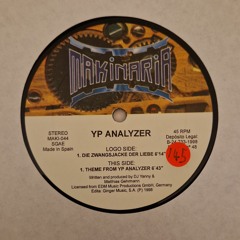 MAKINARIA
YP ANALYZER
STEREO
MAKI-044
SGAE
Made in Spain
LOGO SIDE:
1. DIE ZWANGSJACKE DER LIEBE 6'14"
THIS SIDE:
1. THEME FROM YP ANALYZER 6'43"
45 RPM
Depósito Legal:
45
Written and produced by DJ Yanny &
Matthias Gehrmann.
Licensed from EDM Music Productions GmbH, Germany
Edita: Ginger Music, S.A. (P) 1999